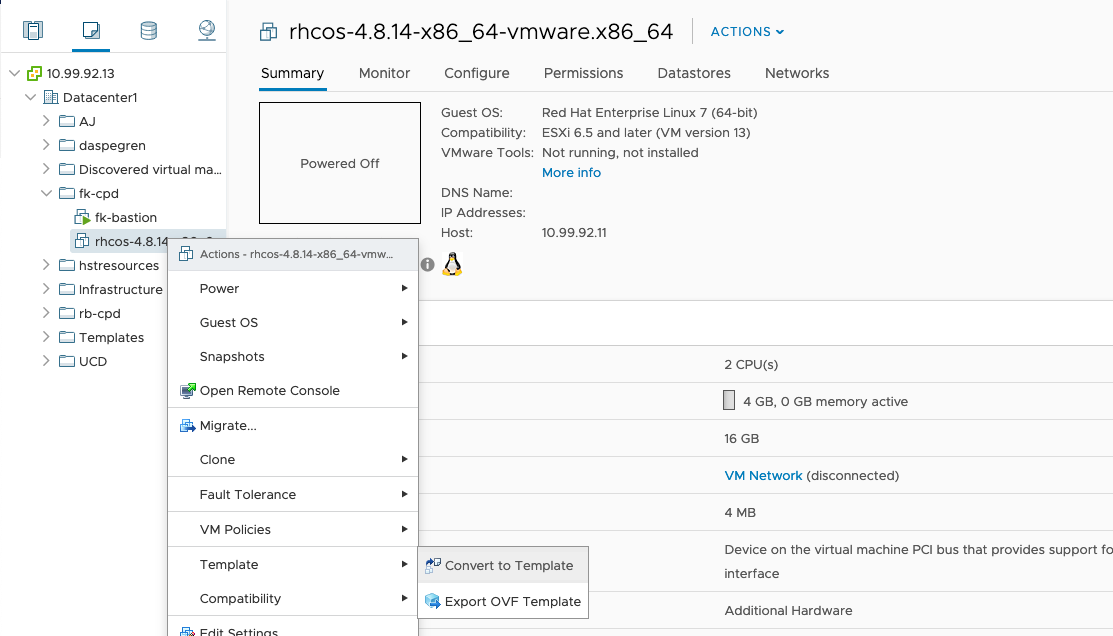 rhcos-4.8.14-x86_64-vmware.x86_64
ACTIONS
Summary
Monitor
Configure
Permissions
Datastores
Networks
10.99.92.13
Datacenter1
AJ
daspegren
Discovered virtual ma...
fk-cpd
fk-bastion
rhcos-4.8.14
hstresources
Infrastructure
rb-cpd
Templates
UCD
Powered Off
Guest OS: Red Hat Enterprise Linux 7 (64-bit)
Compatibility: ESXi 6.5 and later (VM version 13)
VMware Tools: Not running, not installed
More info
DNS Name:
IP Addresses:
Host: 10.99.92.11
Actions - rhcos-4.8.14-x86_64-vmw...
Power
Guest OS
Snapshots
Open Remote Console
Migrate...
Clone
Fault Tolerance
VM Policies
Template
Compatibility
Edit Settings
Convert to Template
Export OVF Template
2 CPU(s)
4 GB, 0 GB memory active
16 GB
VM Network (disconnected)
4 MB
Device on the virtual machine PCI bus that provides support fo
interface
Additional Hardware